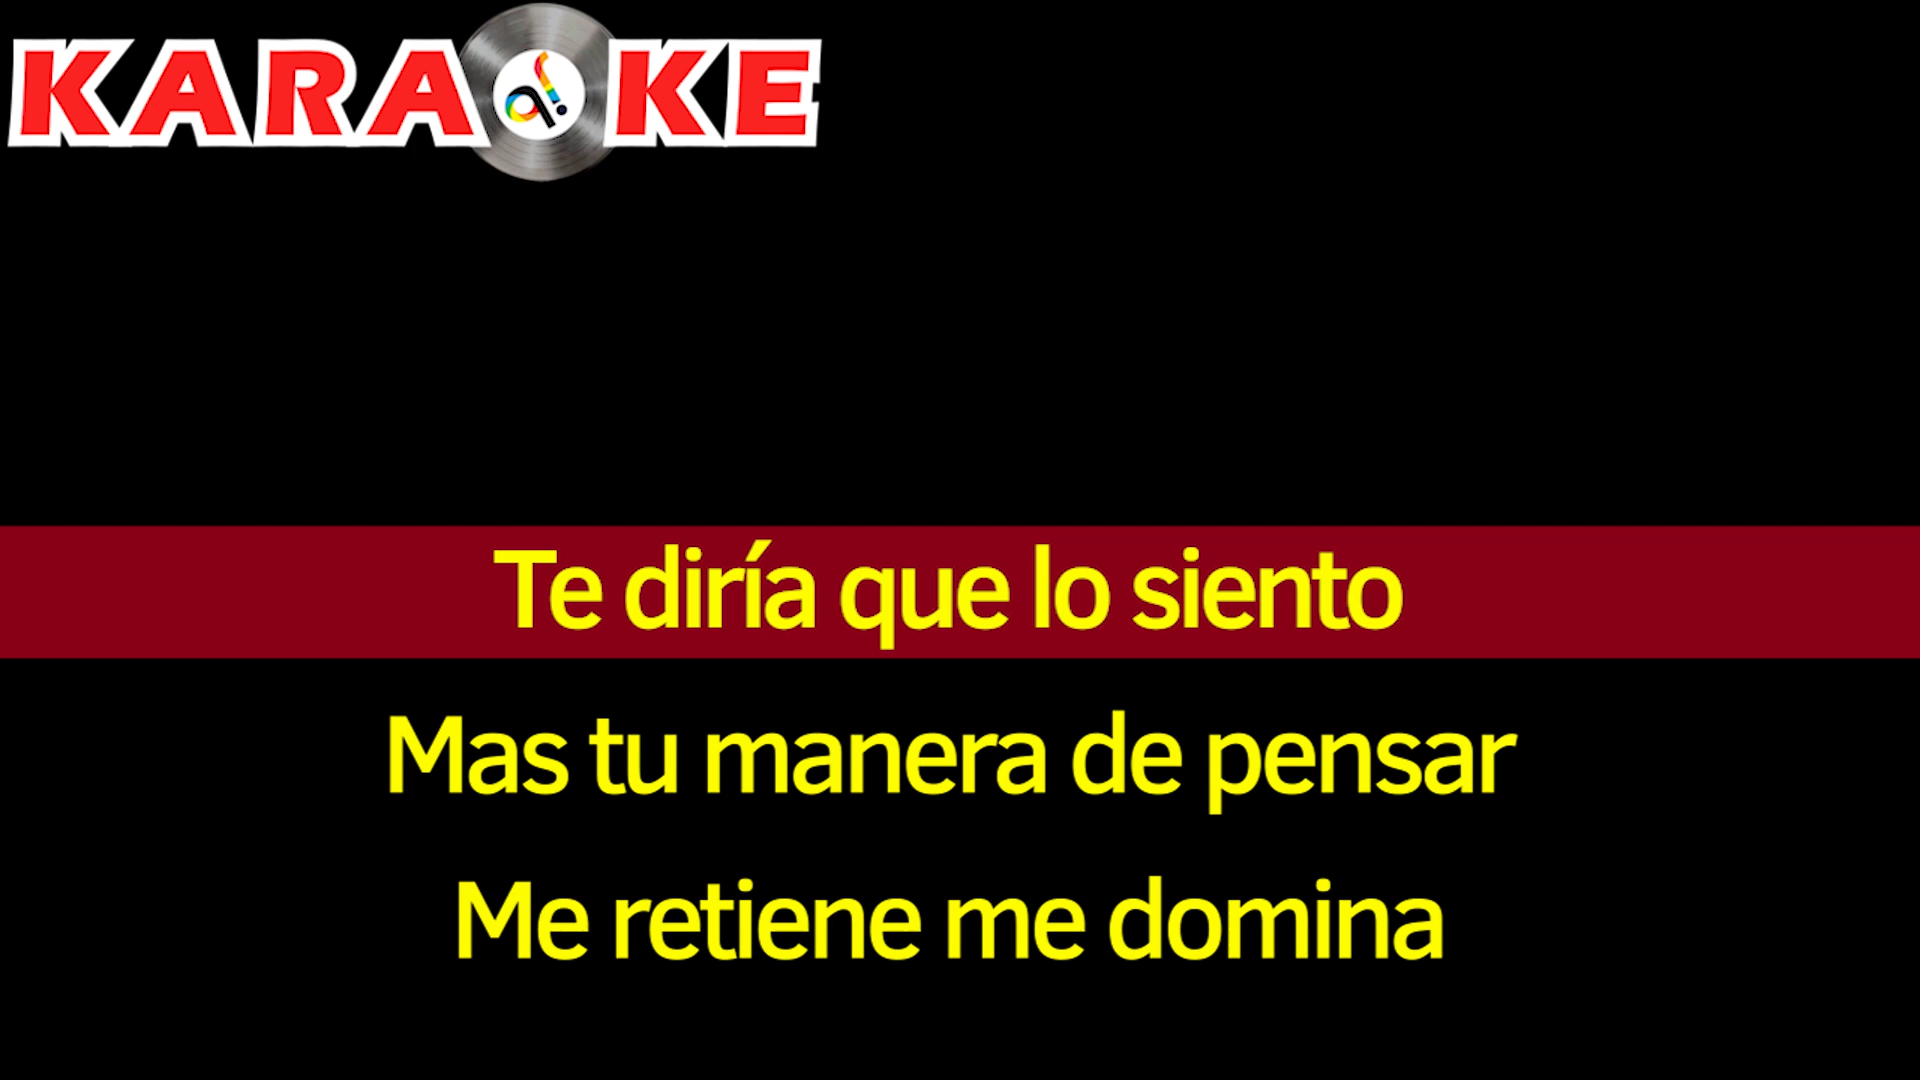 KARAOKE
Te diría que lo siento
Mas tu manera de pensar
Me retiene me domina